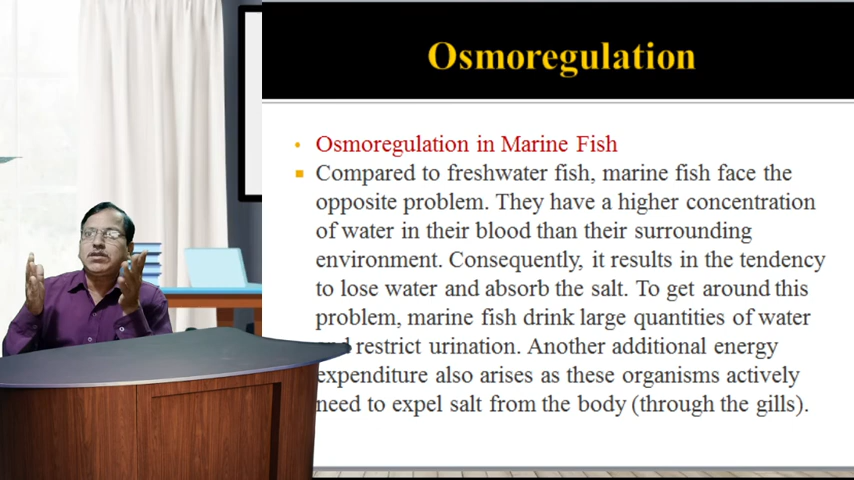 Osmoregulation
Osmoregulation in Marine Fish
Compared to freshwater fish, marine fish face the
opposite problem. They have a higher concentration
of water in their blood than their surrounding
environment. Consequently, it results in the tendency
to lose water and absorb the salt. To get around this
problem, marine fish drink large quantities of water
restrict urination. Another additional energy
expenditure also arises as these organisms actively
need to expel salt from the body (through the gills).